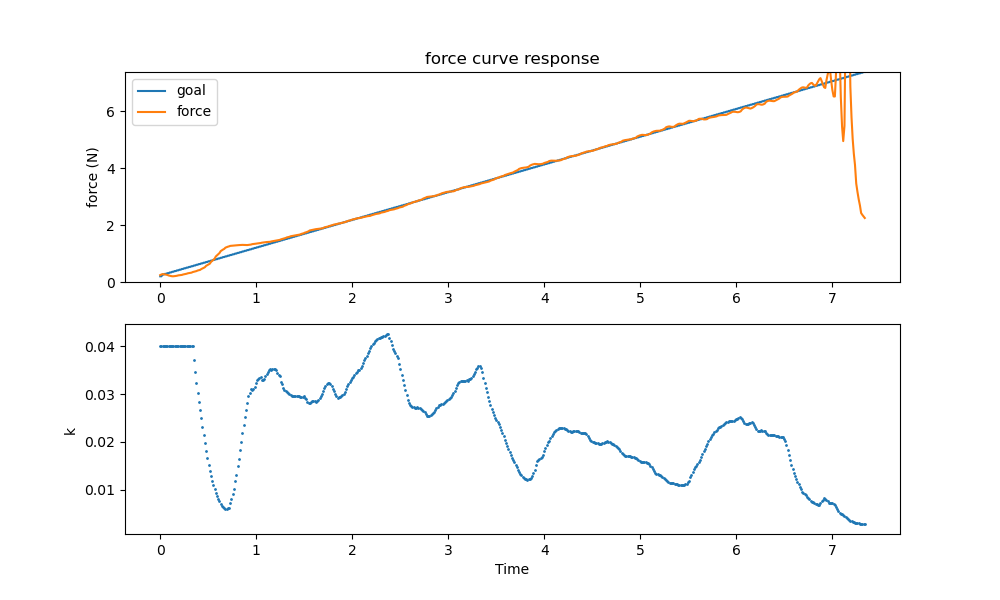 force curve response
goal
force
force (N)
6
4
2
0
0 1 2 3 4 5 6 7
k
0.04
0.03
0.02
0.01
0 1 2 3 4 5 6 7
Time